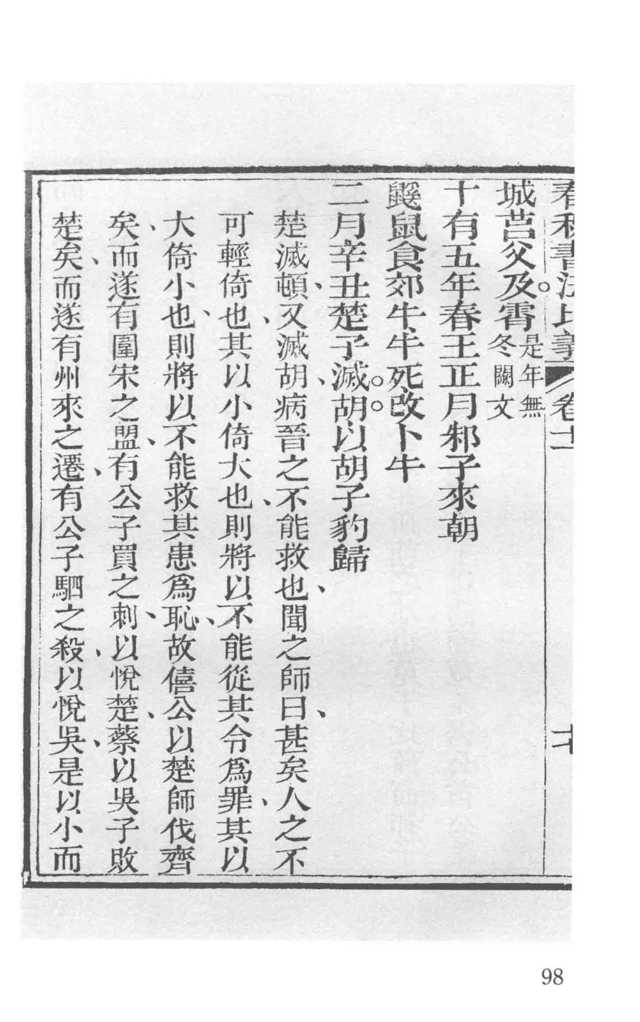 春秋書法比義 卷十二
城莒父及霄 是年無
冬闕文
十有五年春王正月邾子來朝
鼷鼠食郊牛牛死改卜牛
二月辛丑楚子滅胡以胡子豹歸
楚滅頓又滅胡病晉之不能救也聞之師曰甚矣人之不
可輕倚也其以小倚大也則將以不能從其令爲罪其以
大倚小也則將以不能救其患爲恥故僖公以楚師伐齊
矣而遂有圍宋之盟有公子買之刺以悅楚蔡以吳子敗
楚矣而遂有州來之遷有公子駟之殺以悅吳是以小而
98